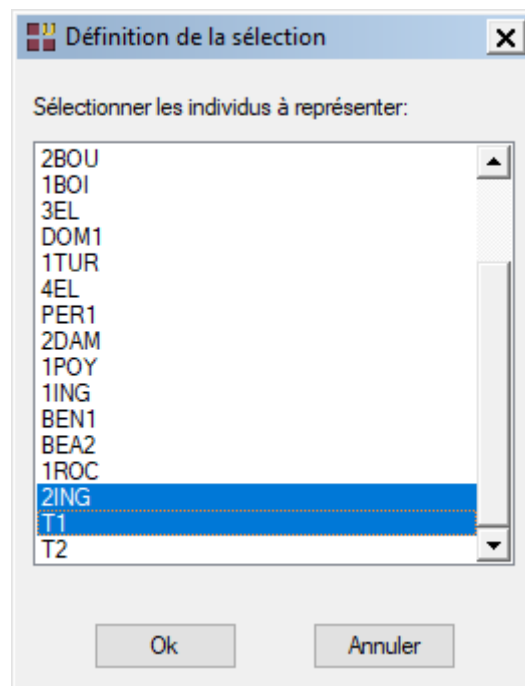 Définition de la sélection
Sélectionner les individus à représenter:
2BOU
1BOI
3EL
DOM1
1TUR
4EL
PER1
2DAM
1POY
1ING
BEN1
BEA2
1ROC
2ING
T1
T2
Ok Annuler